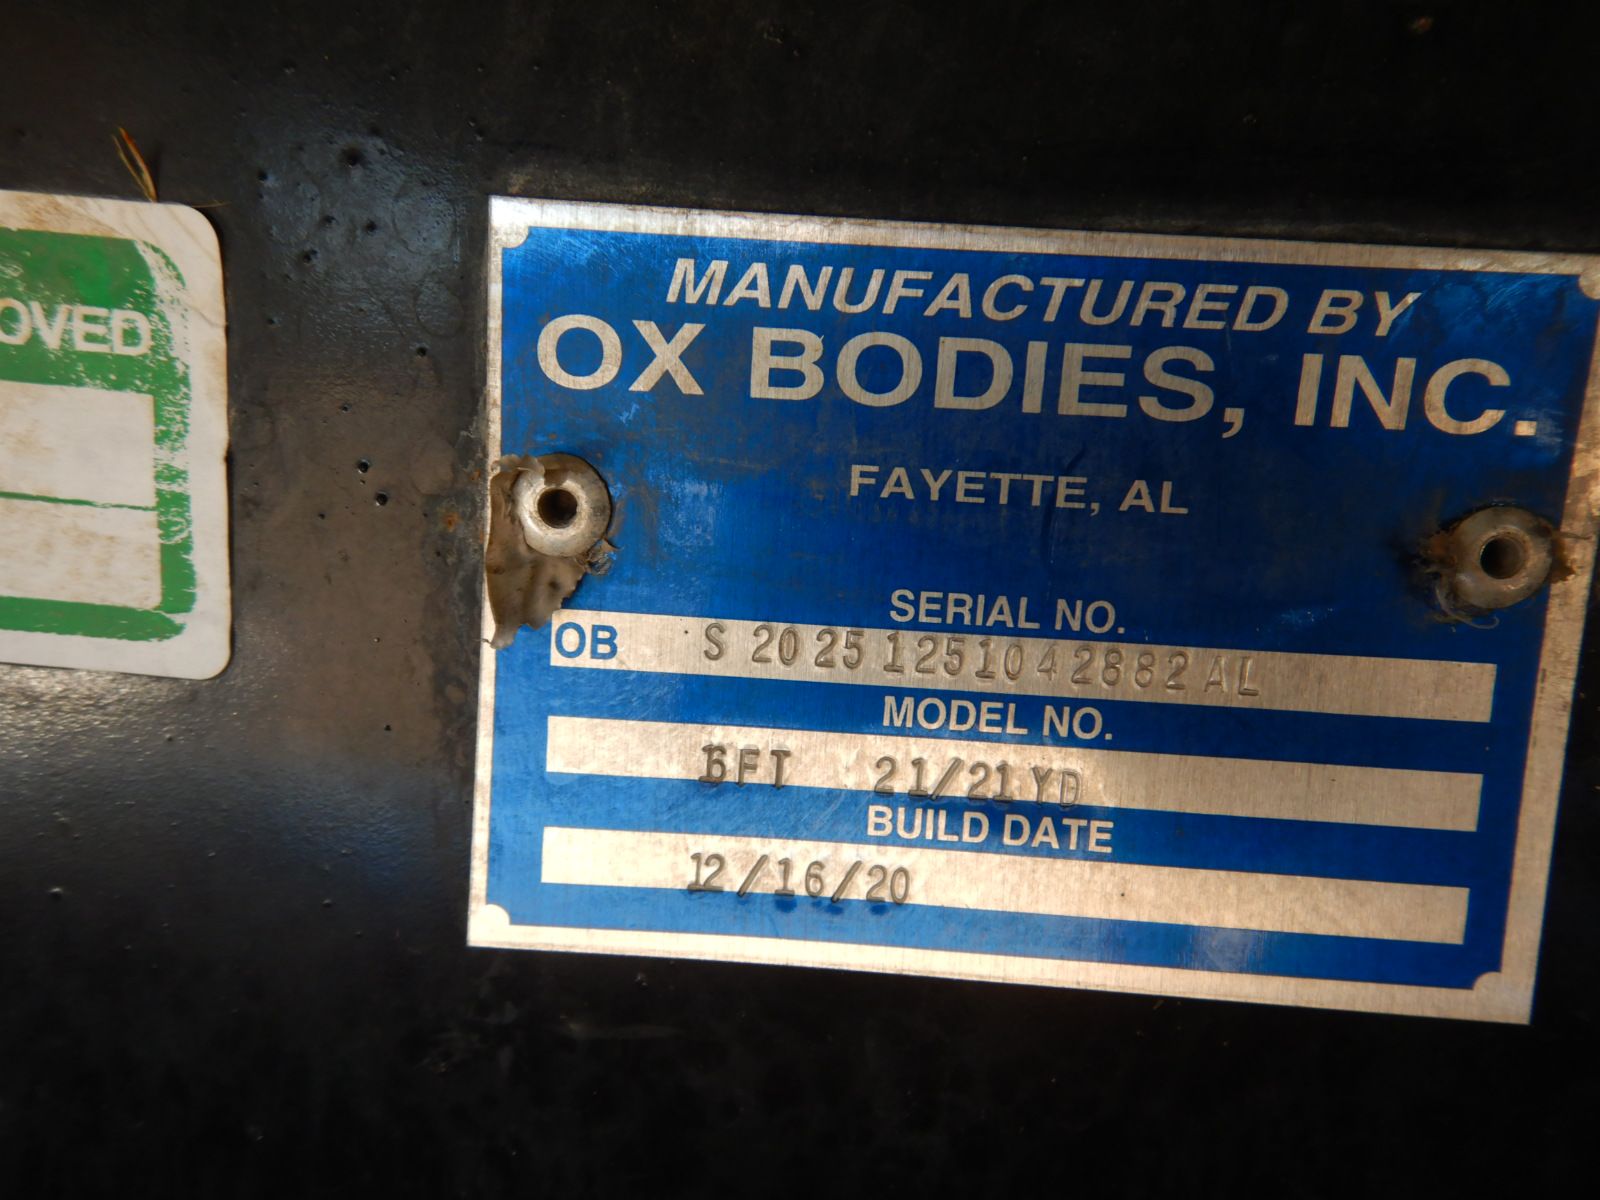 OVED
MANUFACTURED BY
OX BODIES, INC.
FAYETTE, AL
SERIAL NO.
OB S 20 25 1251042882 AL
MODEL NO.
21/21 YD
BUILD DATE
12/16/20